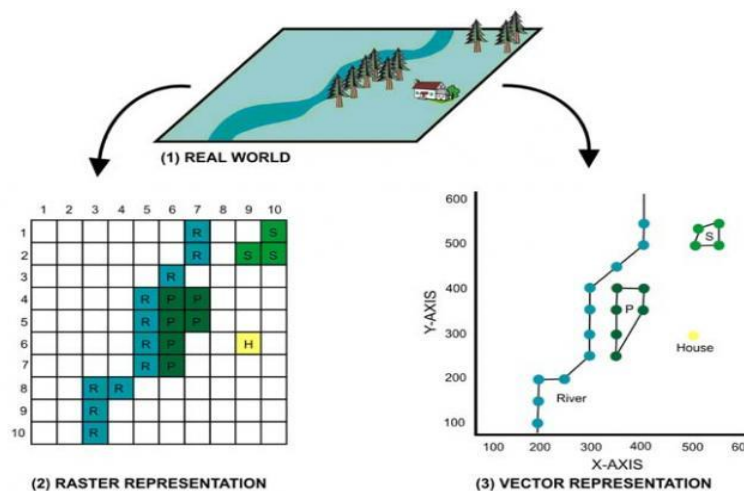 (1) REAL WORLD
1 2 3 4 5 6 7 8 9 10
1 R S
2 R S S
3 R
4 R P P
5 R P P
6 R P H
7 R P
8 R R
9 R
10 R
(2) RASTER REPRESENTATION
600
500
400
300
200
100
Y-AXIS
S
P
House
River
100 200 300 400 500 60
X-AXIS
(3) VECTOR REPRESENTATION